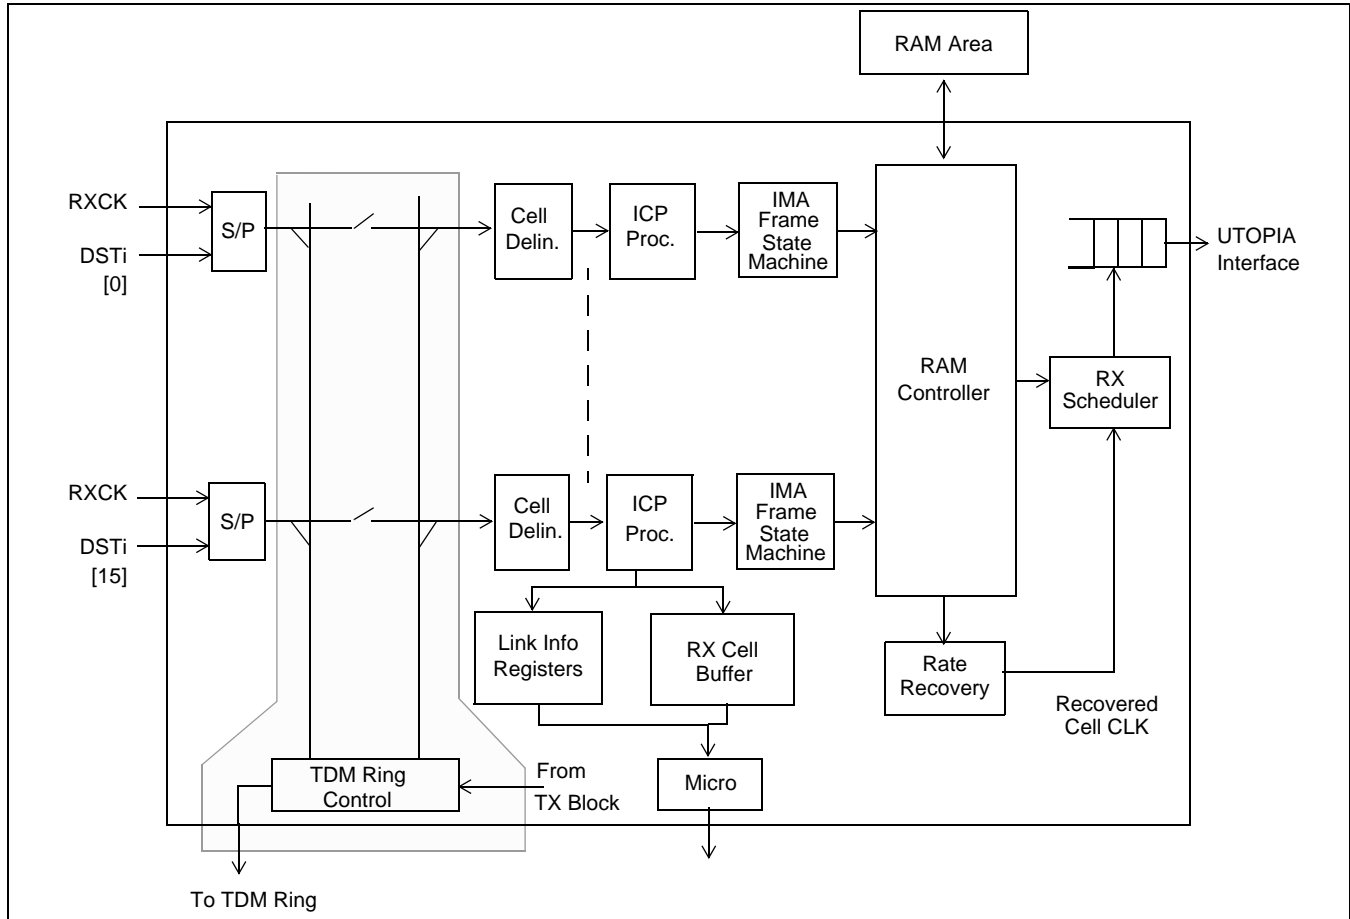 RAM Area
RXCK
DSTi
[0]
S/P
Cell
Delin.
ICP
Proc.
IMA
Frame
State
Machine
UTOPIA
Interface
RAM
Controller
RX
Scheduler
RXCK
DSTi
[15]
S/P
Cell
Delin.
ICP
Proc.
IMA
Frame
State
Machine
Link Info
Registers
RX Cell
Buffer
Rate
Recovery
Recovered
Cell CLK
TDM Ring
Control
From
TX Block
Micro
To TDM Ring